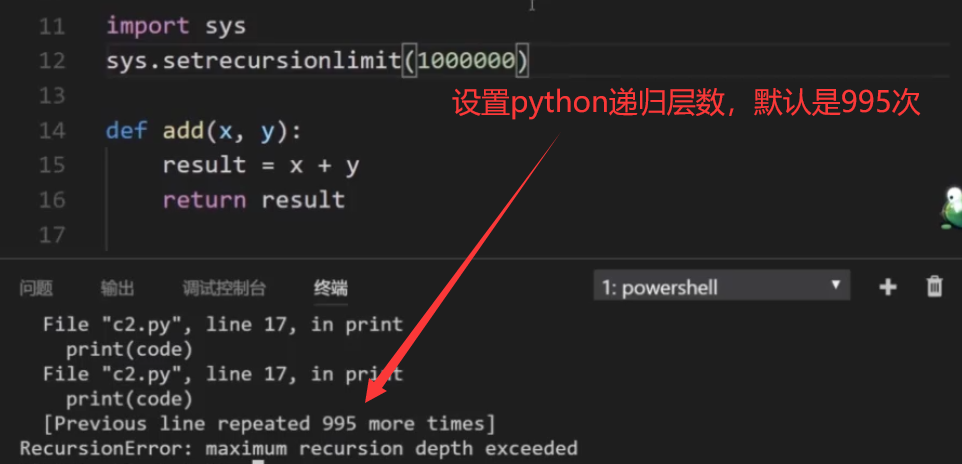 11 import sys
12 sys.setrecursionlimit(1000000)
13
设置python递归层数，默认是995次
14 def add(x, y):
15 result = x + y
16 return result
17
问题 输出 调试控制台 终端 1: powershell
File "c2.py", line 17, in print
print(code)
File "c2.py", line 17, in print
print(code)
[Previous line repeated 995 more times]
RecursionError: maximum recursion depth exceeded